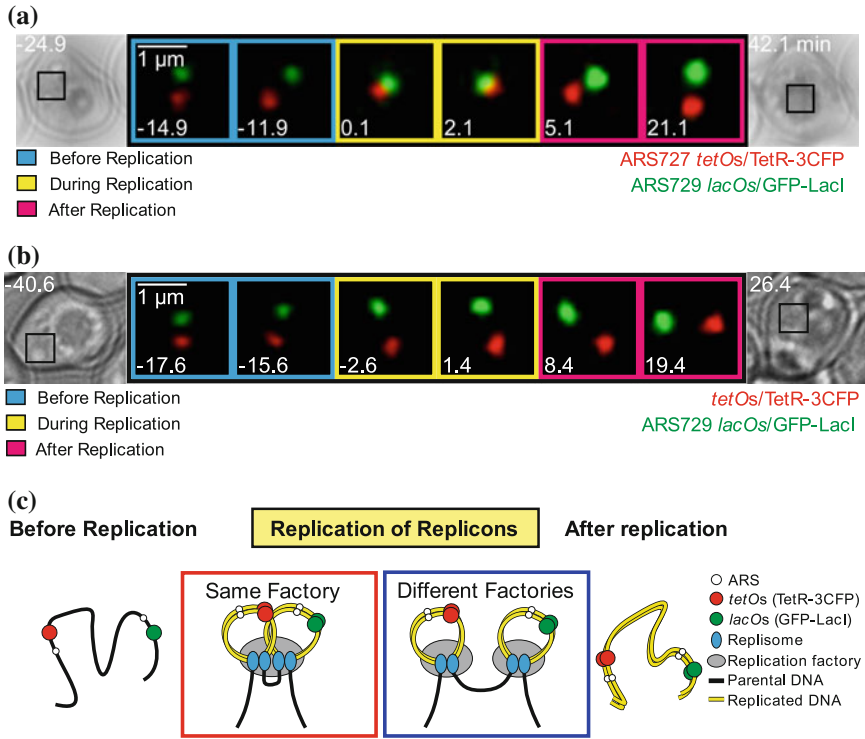 (a)
-24.9
1 µm
-14.9
-11.9
0.1
2.1
5.1
21.1
42.1 min
Before Replication
During Replication
After Replication
ARS727 tetOs/TetR-3CFP
ARS729 lacOs/GFP-LacI
(b)
-40.6
1 µm
-17.6
-15.6
-2.6
1.4
8.4
19.4
26.4
Before Replication
During Replication
After Replication
tetOs/TetR-3CFP
ARS729 lacOs/GFP-LacI
(c)
Before Replication
Replication of Replicons
After replication
Same Factory
Different Factories
ARS
tetOs (TetR-3CFP)
lacOs (GFP-LacI)
Replisome
Replication factory
Parental DNA
Replicated DNA